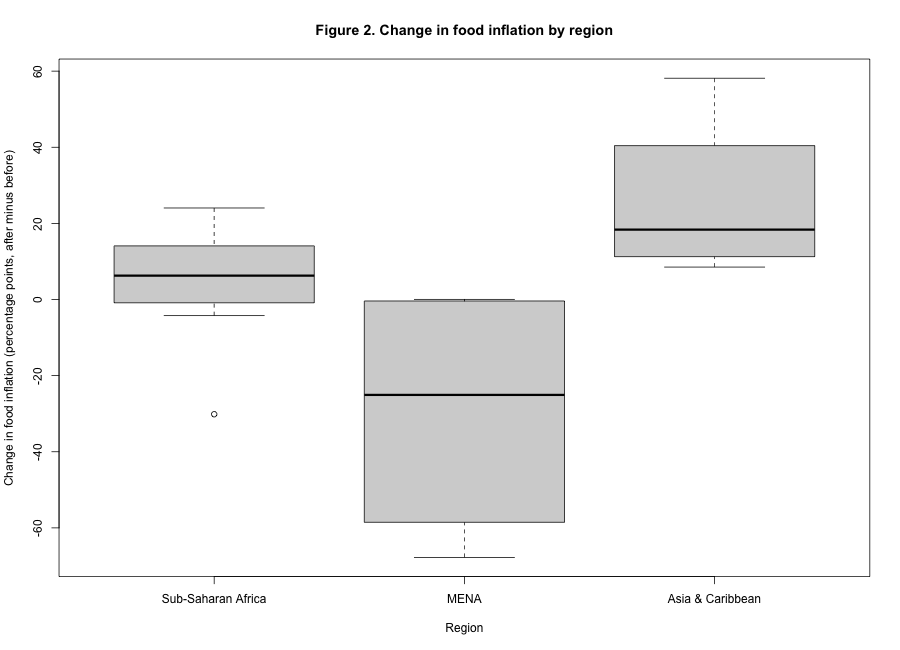 Figure 2. Change in food inflation by region
Change in food inflation (percentage points, after minus before)
60
40
20
0
-20
-40
-60
Sub-Saharan Africa
MENA
Asia & Caribbean
Region